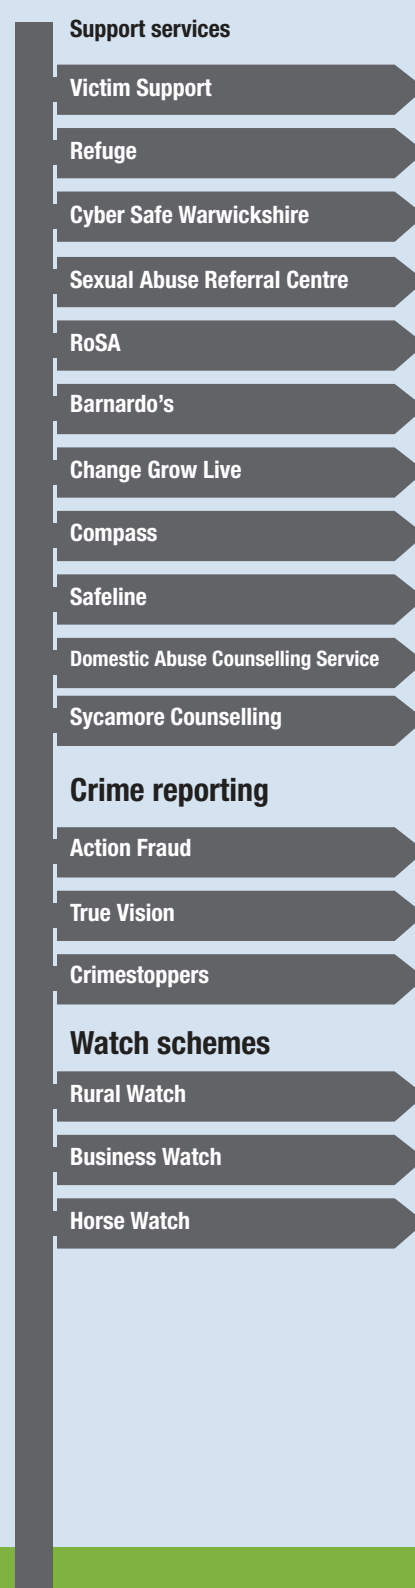 Support services
Victim Support
Refuge
Cyber Safe Warwickshire
Sexual Abuse Referral Centre
RoSA
Barnardo’s
Change Grow Live
Compass
Safeline
Domestic Abuse Counselling Service
Sycamore Counselling
Crime reporting
Action Fraud
True Vision
Crimestoppers
Watch schemes
Rural Watch
Business Watch
Horse Watch